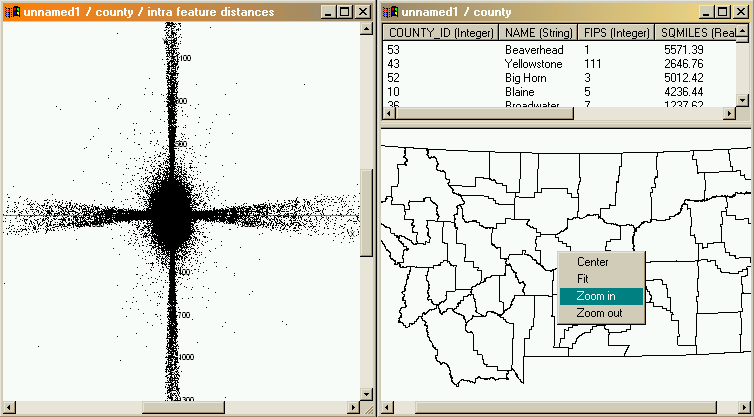 unnamed1 / county / intra feature distances
100
700
1000
unnamed1 / county
COUNTY_ID (Integer) NAME (String) FIPS (Integer) SQMILES (Rea
53 Beaverhead 1 5571.39
43 Yellowstone 111 2646.76
52 Big Horn 3 5012.42
10 Blaine 5 4236.44
36 Broadwater 7 1237.62
Center
Fit
Zoom in
Zoom out